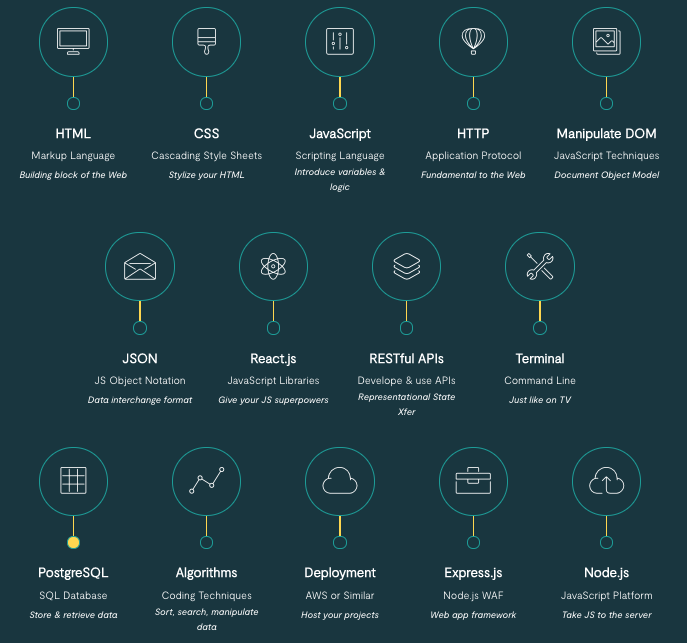 HTML
Markup Language
Building block of the Web
CSS
Cascading Style Sheets
Stylize your HTML
JavaScript
Scripting Language
Introduce variables &
logic
HTTP
Application Protocol
Fundamental to the Web
Manipulate DOM
JavaScript Techniques
Document Object Model
JSON
JS Object Notation
Data interchange format
React.js
JavaScript Libraries
Give your JS superpowers
RESTful APIs
Develope & use APIs
Representational State
Xfer
Terminal
Command Line
Just like on TV
PostgreSQL
SQL Database
Store & retrieve data
Algorithms
Coding Techniques
Sort, search, manipulate
data
Deployment
AWS or Similar
Host your projects
Express.js
Node.js WAF
Web app framework
Node.js
JavaScript Platform
Take JS to the server